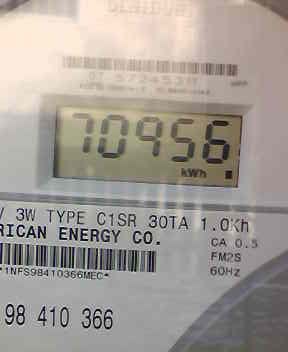 70956
kWh
/ 3W TYPE C1SR 30TA 1.0Kh
RICAN ENERGY CO.
CA 0.5
FM2S
60Hz
*1NFS98410366MEC*
98 410 366